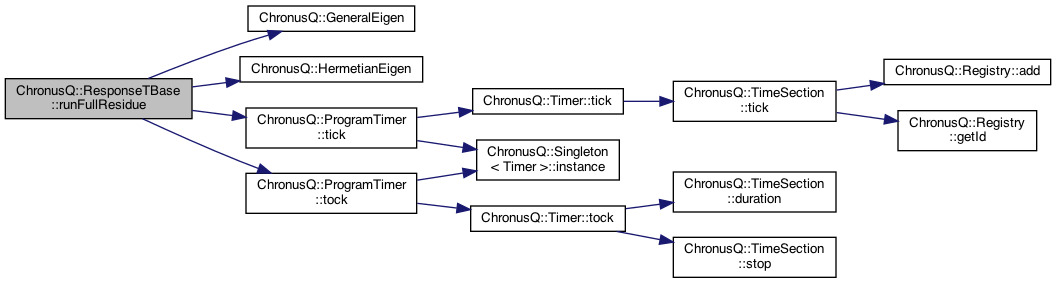 ChronusQ::ResponseTBase
::runFullResidue
ChronusQ::GeneralEigen
ChronusQ::HermetianEigen
ChronusQ::ProgramTimer
::tick
ChronusQ::ProgramTimer
::tock
ChronusQ::Timer::tick
ChronusQ::Singleton
< Timer >::instance
ChronusQ::Timer::tock
ChronusQ::TimeSection
::tick
ChronusQ::TimeSection
::duration
ChronusQ::TimeSection
::stop
ChronusQ::Registry::add
ChronusQ::Registry
::getId